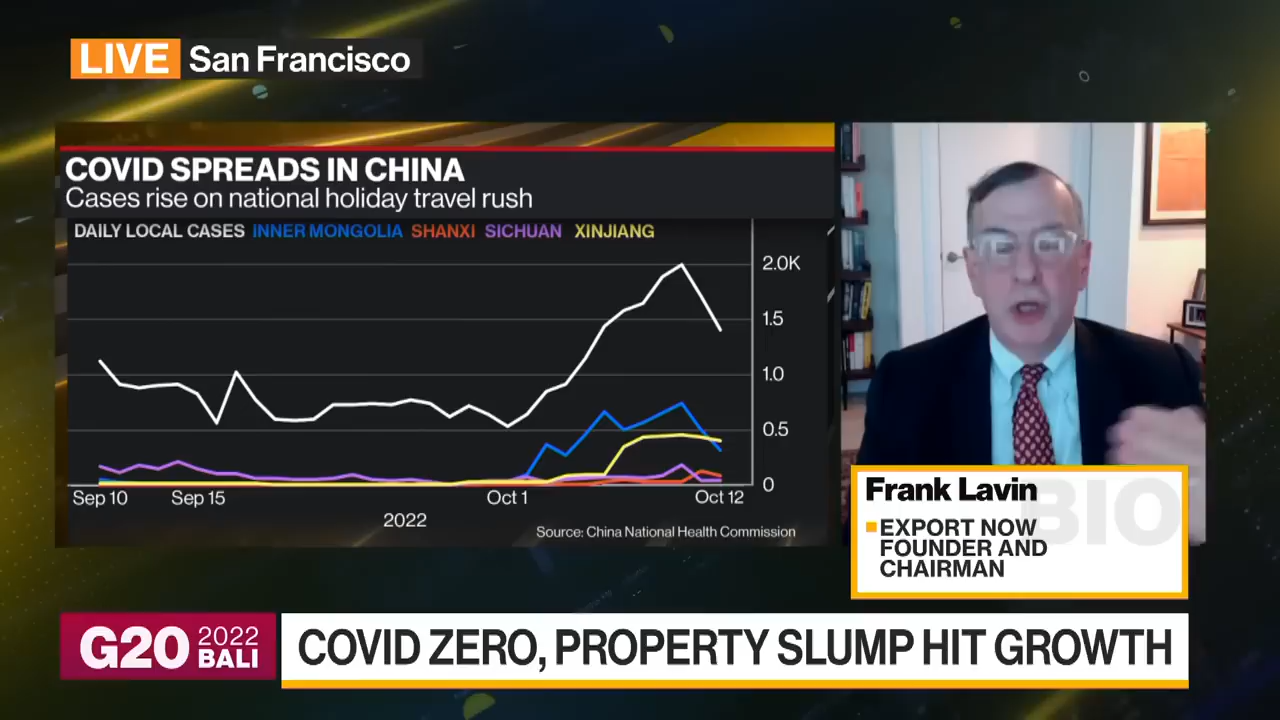 LIVE San Francisco
COVID SPREADS IN CHINA
Cases rise on national holiday travel rush
DAILY LOCAL CASES INNER MONGOLIA SHANXI SICHUAN XINJIANG
2.0K
1.5
1.0
0.5
0
Sep 10 Sep 15 Oct 1 Oct 12
2022
Source: China National Health Commission
Frank Lavin
BIO
EXPORT NOW
FOUNDER AND
CHAIRMAN
G20 2022
BALI
COVID ZERO, PROPERTY SLUMP HIT GROWTH